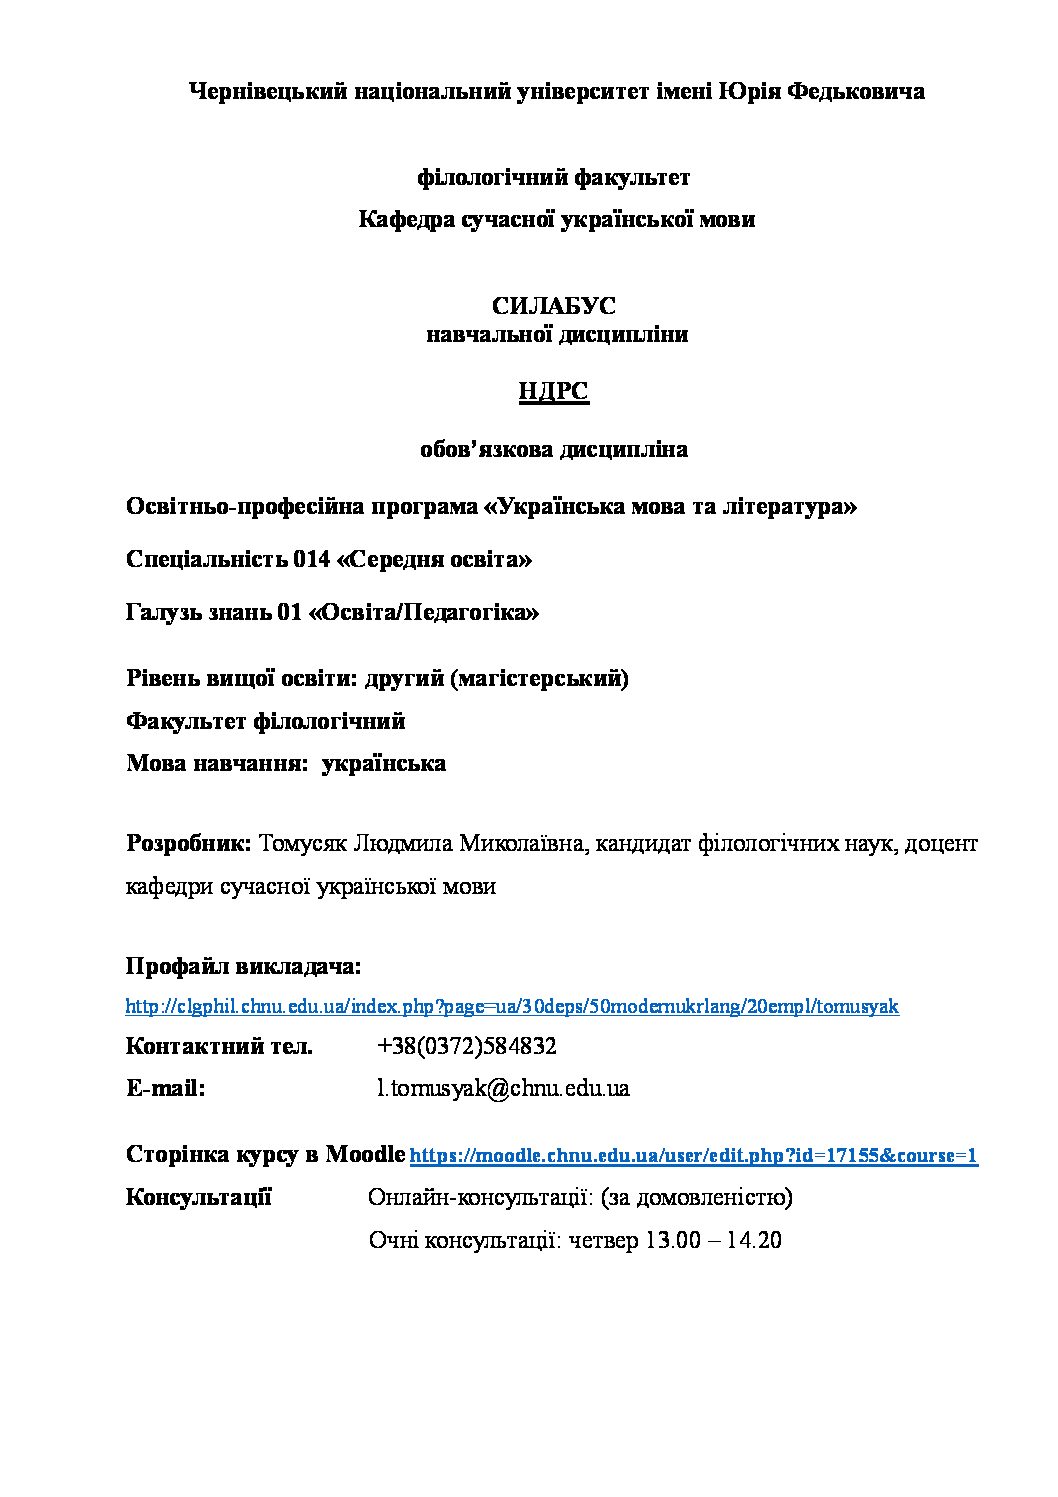 Чернівецький національний університет імені Юрія Федьковича
філологічний факультет
Кафедра сучасної української мови
СИЛАБУС
навчальної дисципліни
НДРС
обов’язкова дисципліна
Освітньо-професійна програма «Українська мова та література»
Спеціальність 014 «Середня освіта»
Галузь знань 01 «Освіта/Педагогіка»
Рівень вищої освіти: другий (магістерський)
Факультет філологічний
Мова навчання: українська
Розробник: Томусяк Людмила Миколаївна, кандидат філологічних наук, доцент
кафедри сучасної української мови
Профайл викладача:
http://clgphil.chnu.edu.ua/index.php?page=ua/30deps/50modernukrlang/20empl/tomusyak
Контактний тел. +38(0372)584832
E-mail: l.tomusyak@chnu.edu.ua
Сторінка курсу в Moodle https://moodle.chnu.edu.ua/user/edit.php?id=17155&course=1
Консультації Онлайн-консультації: (за домовленістю)
Очні консультації: четвер 13.00 – 14.20